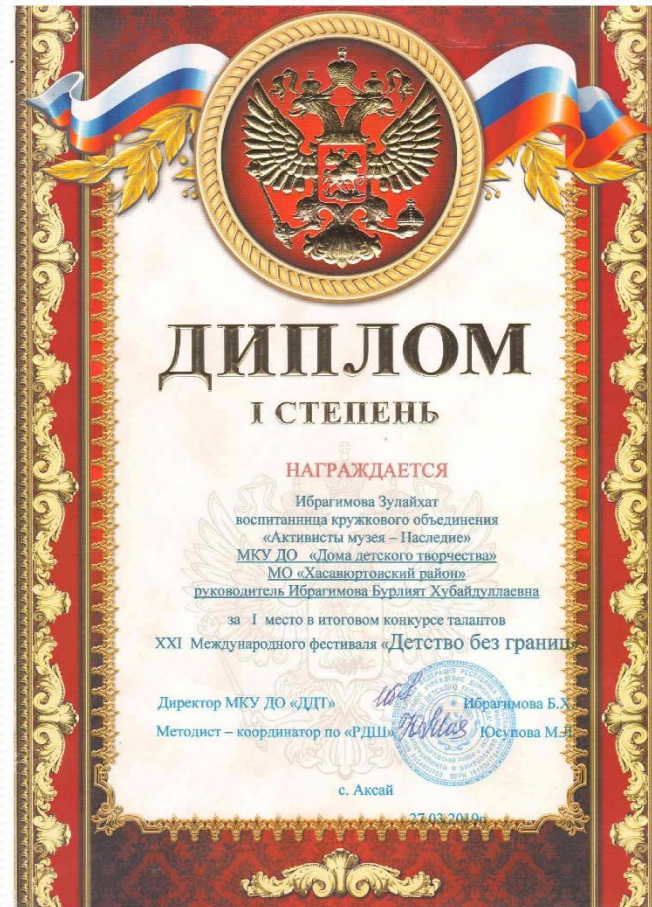 ДИПЛОМ
I СТЕПЕНЬ
НАГРАЖДАЕТСЯ
Ибрагимова Зулайхат
воспитанница кружкового объединения
«Активисты музея – Наследие»
МКУ ДО «Дома детского творчества»
МО «Хасавюртовский район»
руководитель Ибрагимова Бурлият Хубайдуллаевна
за I место в итоговом конкурсе талантов
XXI Международного фестиваля «Детство без границ»
Директор МКУ ДО «ДДТ» Ибрагимова Б.Х.
Методист – координатор по «РДШ» Юсупова
с. Аксай
27.03.2019г